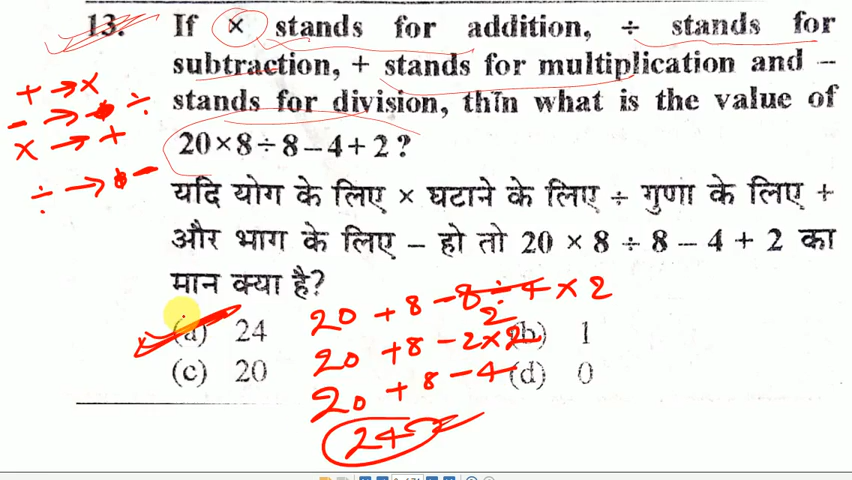 13. If × stands for addition, ÷ stands for
subtraction, + stands for multiplication and –
stands for division, thin what is the value of
20×8÷8–4+2?
यदि योग के लिए × घटाने के लिए ÷ गुणा के लिए +
और भाग के लिए – हो तो 20 × 8 ÷ 8 – 4 + 2 का
मान क्या है?
(a) 24 (b) 1
(c) 20 (d) 0
+ → ×
- → ÷
× → +
÷ → -
20 + 8 - 8 ÷ 4 × 2
2
20 + 8 - 2 × 2
20 + 8 - 4
24